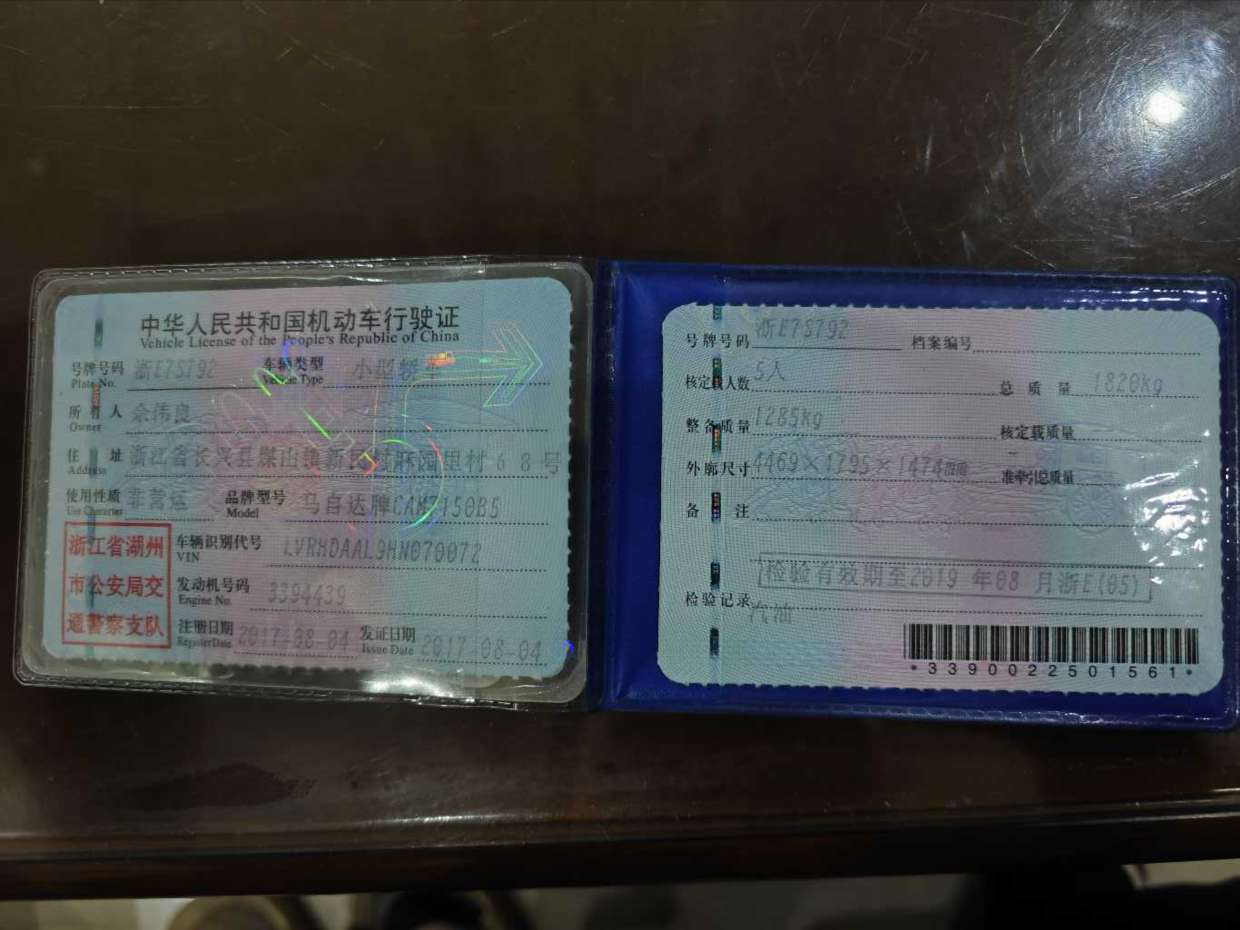 中华人民共和国机动车行驶证
Vehicle License of the People's Republic of China
号牌号码 浙E7S792 车辆类型 小型轿车
Plate No. Vehicle Type
所有人 余伟良
Owner
住址 浙江省长兴县煤山镇新民村麻园里村68号
Address
使用性质 非营运 品牌型号 马自达牌CAM7150B5
Use Character Model
浙江省湖州
市公安局交
通警察支队
车辆识别代号 LVRHDAAL9HN070072
VIN
发动机号码 3394439
Engine No.
注册日期 2017-08-04 发证日期 2017-08-04
Register Date Issue Date
号牌号码 浙E7S792 档案编号
核定载人数 5人 总质量 1820kg
整备质量 1285kg 核定载质量
外廓尺寸 4469×1795×1474mm 准牵引总质量 --
备注
检验有效期至2019年08月浙E(05)
检验记录
汽油
*3390022501561*